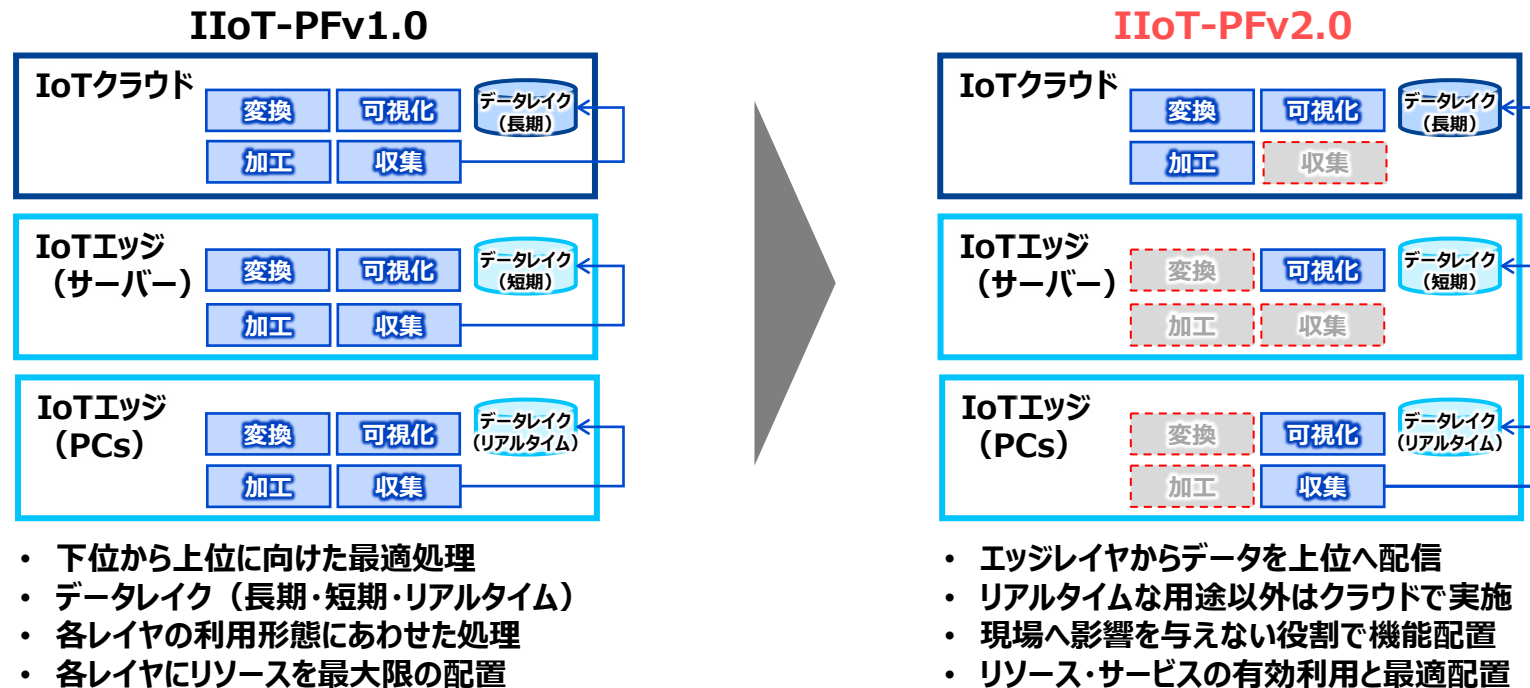 IIoT-PFv1.0
IoTクラウド
変換
可視化
データレイク
（長期）
加工
収集
IoTエッジ
（サーバー）
変換
可視化
データレイク
（短期）
加工
収集
IoTエッジ
（PCs）
変換
可視化
データレイク
（リアルタイム）
加工
収集
• 下位から上位に向けた最適処理
• データレイク（長期・短期・リアルタイム）
• 各レイヤの利用形態にあわせた処理
• 各レイヤにリソースを最大限の配置
IIoT-PFv2.0
IoTクラウド
変換
可視化
データレイク
（長期）
加工
収集
IoTエッジ
（サーバー）
変換
可視化
データレイク
（短期）
加工
収集
IoTエッジ
（PCs）
変換
可視化
データレイク
（リアルタイム）
加工
収集
• エッジレイヤからデータを上位へ配信
• リアルタイムな用途以外はクラウドで実施
• 現場へ影響を与えない役割で機能配置
• リソース・サービスの有効利用と最適配置